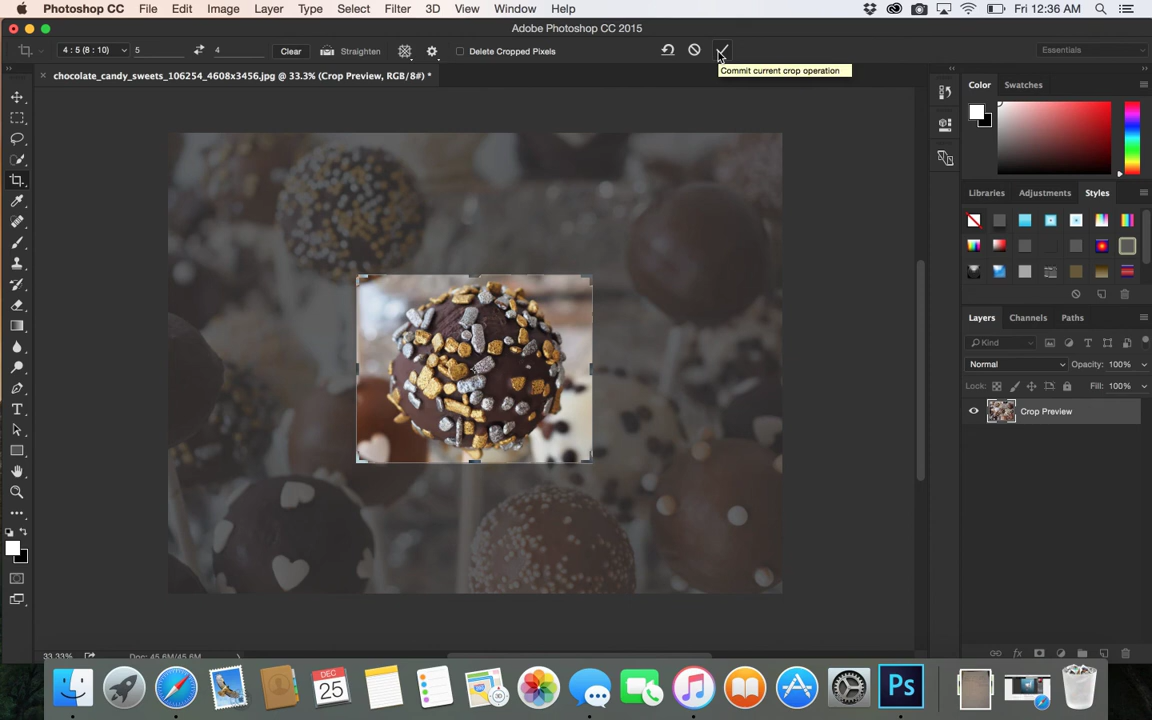 Photoshop CC File Edit Image Layer Type Select Filter 3D View Window Help Fri 12:36 AM
Adobe Photoshop CC 2015
4 : 5 (8 : 10) 5 4 Clear Straighten Delete Cropped Pixels Essentials
Commit current crop operation
× chocolate_candy_sweets_106254_4608x3456.jpg @ 33.3% (Crop Preview, RGB/8#) *
Color Swatches
Libraries Adjustments Styles
Layers Channels Paths
Kind
Normal Opacity: 100%
Lock: Fill: 100%
Crop Preview
33.33% Doc: 45.6M/45.6M
DEC
25
Ps